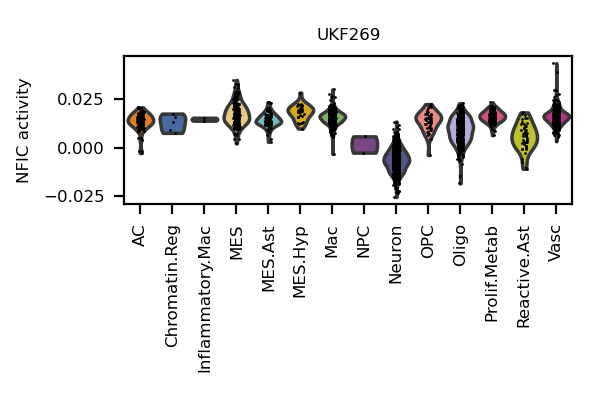 UKF269
NFIC activity
0.025
0.000
−0.025
AC
Chromatin.Reg
Inflammatory.Mac
MES
MES.Ast
MES.Hyp
Mac
NPC
Neuron
OPC
Oligo
Prolif.Metab
Reactive.Ast
Vasc